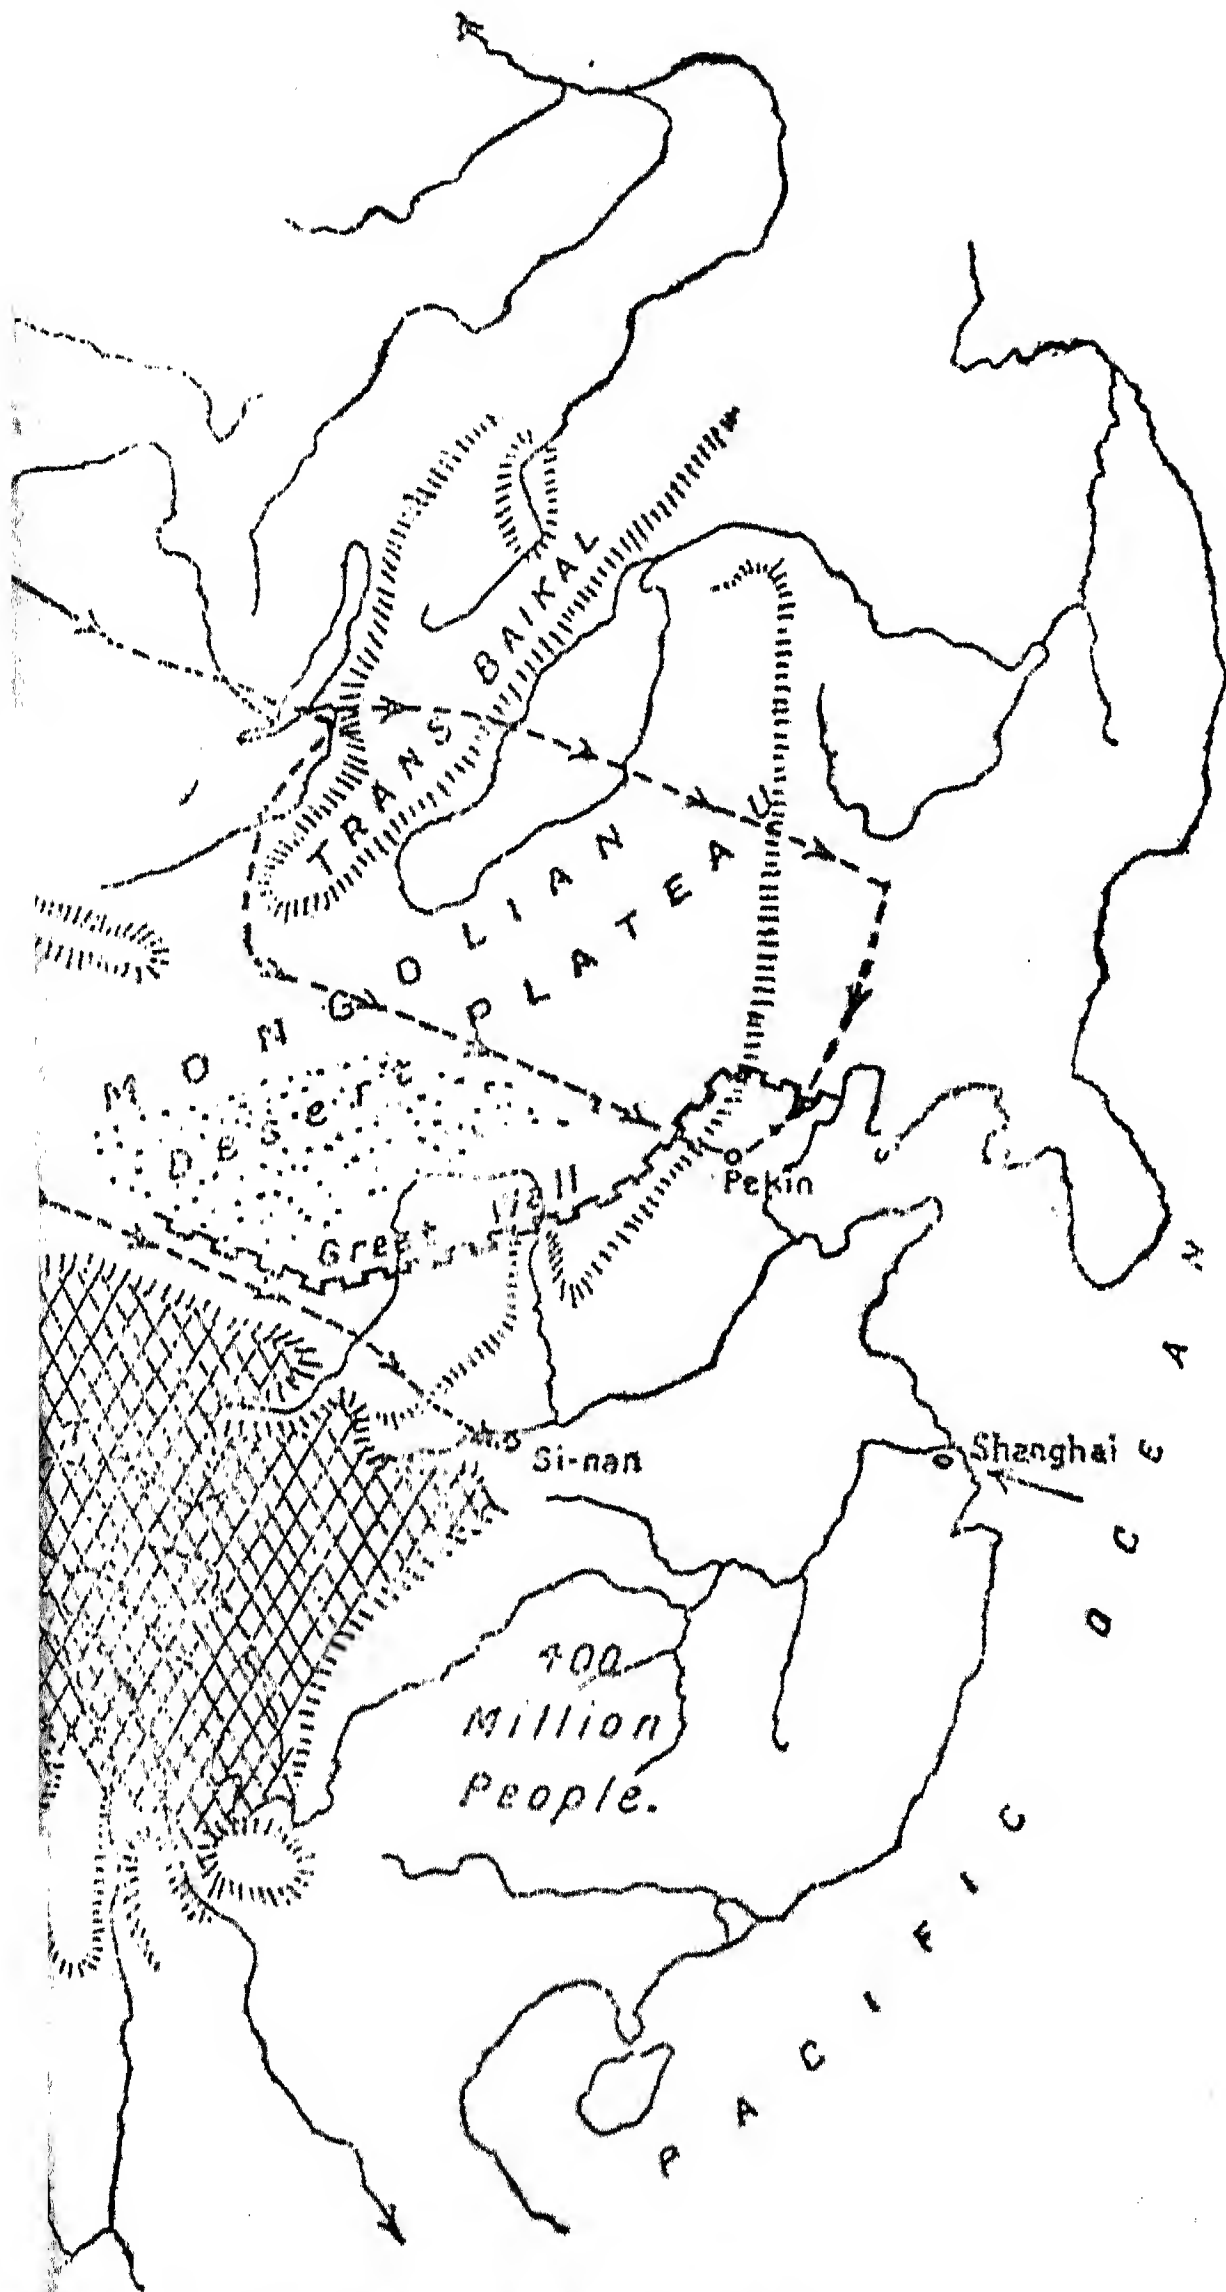 TRANS BAIKAL
MONGOLIAN
PLATEAU
Desert
Great Wall
Pekin
Si-nan
Shanghai
400
Million
People.
PACIFIC OCEAN